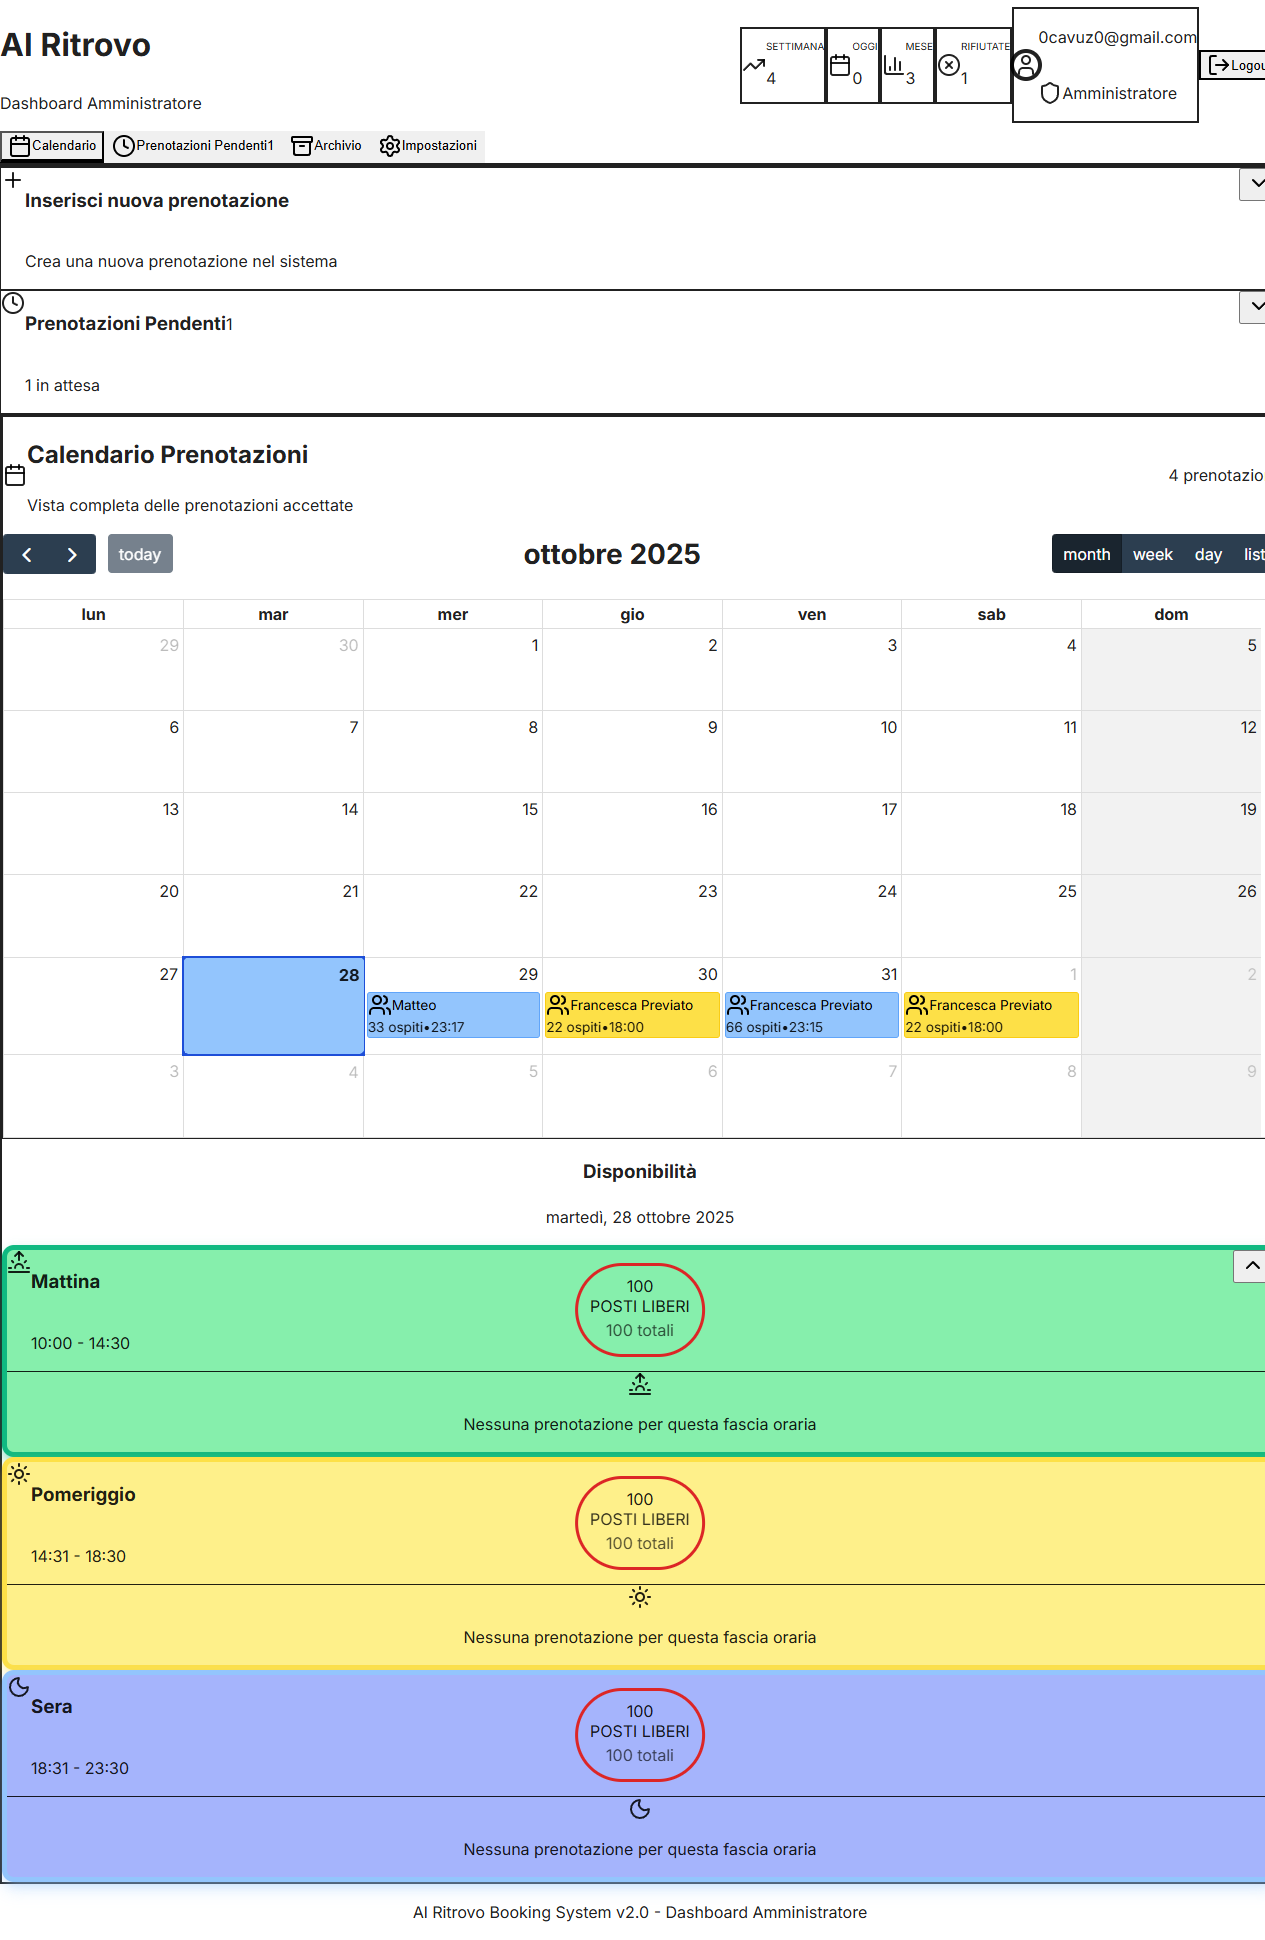 Al Ritrovo
Dashboard Amministratore
SETTIMANA
4
OGGI
0
MESE
3
RIFIUTATE
1
0cavuz0@gmail.com
Amministratore
Logou
Calendario
Prenotazioni Pendenti1
Archivio
Impostazioni
Inserisci nuova prenotazione
Crea una nuova prenotazione nel sistema
Prenotazioni Pendenti1
1 in attesa
Calendario Prenotazioni
Vista completa delle prenotazioni accettate
4 prenotazio
today
ottobre 2025
month week day list
lun mar mer gio ven sab dom
29 30 1 2 3 4 5
6 7 8 9 10 11 12
13 14 15 16 17 18 19
20 21 22 23 24 25 26
27 28 29 30 31 1 2
Matteo
33 ospiti•23:17
Francesca Previato
22 ospiti•18:00
Francesca Previato
66 ospiti•23:15
Francesca Previato
22 ospiti•18:00
3 4 5 6 7 8 9
Disponibilità
martedì, 28 ottobre 2025
Mattina
10:00 - 14:30
100
POSTI LIBERI
100 totali
Nessuna prenotazione per questa fascia oraria
Pomeriggio
14:31 - 18:30
100
POSTI LIBERI
100 totali
Nessuna prenotazione per questa fascia oraria
Sera
18:31 - 23:30
100
POSTI LIBERI
100 totali
Nessuna prenotazione per questa fascia oraria
Al Ritrovo Booking System v2.0 - Dashboard Amministratore